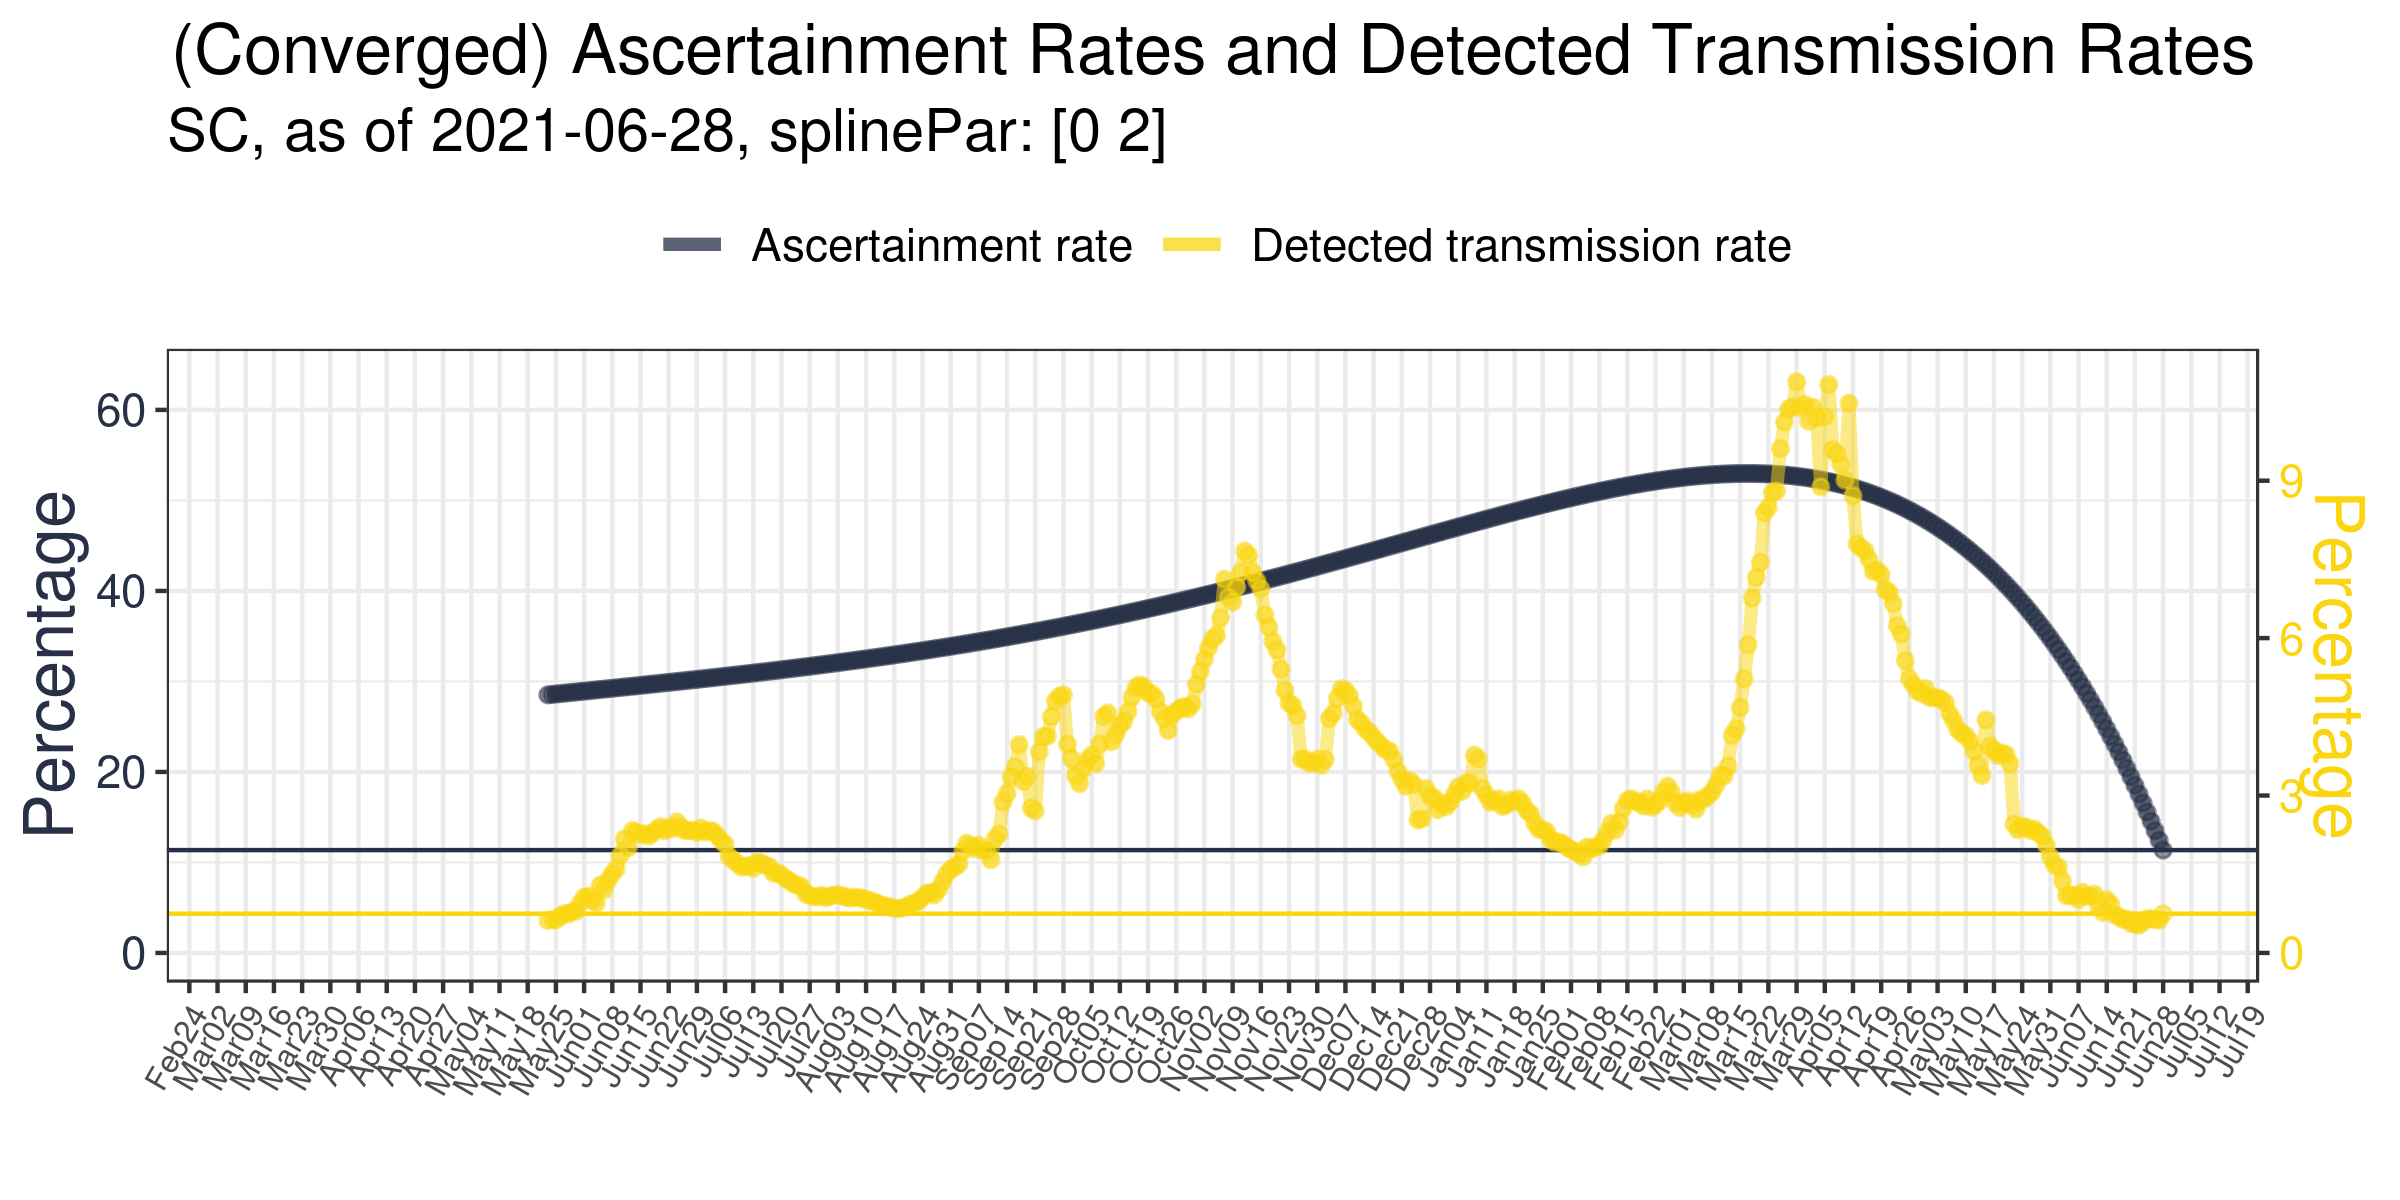 (Converged) Ascertainment Rates and Detected Transmission Rates
SC, as of 2021-06-28, splinePar: [0 2]
Ascertainment rate
Detected transmission rate
Percentage
60
40
20
0
9
6
3
0
Percentage
Feb24
Mar02
Mar09
Mar16
Mar23
Mar30
Apr06
Apr13
Apr20
Apr27
May04
May11
May18
May25
Jun01
Jun08
Jun15
Jun22
Jun29
Jul06
Jul13
Jul20
Jul27
Aug03
Aug10
Aug17
Aug24
Aug31
Sep07
Sep14
Sep21
Sep28
Oct05
Oct12
Oct19
Oct26
Nov02
Nov09
Nov16
Nov23
Nov30
Dec07
Dec14
Dec21
Dec28
Jan04
Jan11
Jan18
Jan25
Feb01
Feb08
Feb15
Feb22
Mar01
Mar08
Mar15
Mar22
Mar29
Apr05
Apr12
Apr19
Apr26
May03
May10
May17
May24
May31
Jun07
Jun14
Jun21
Jun28
Jul05
Jul12
Jul19